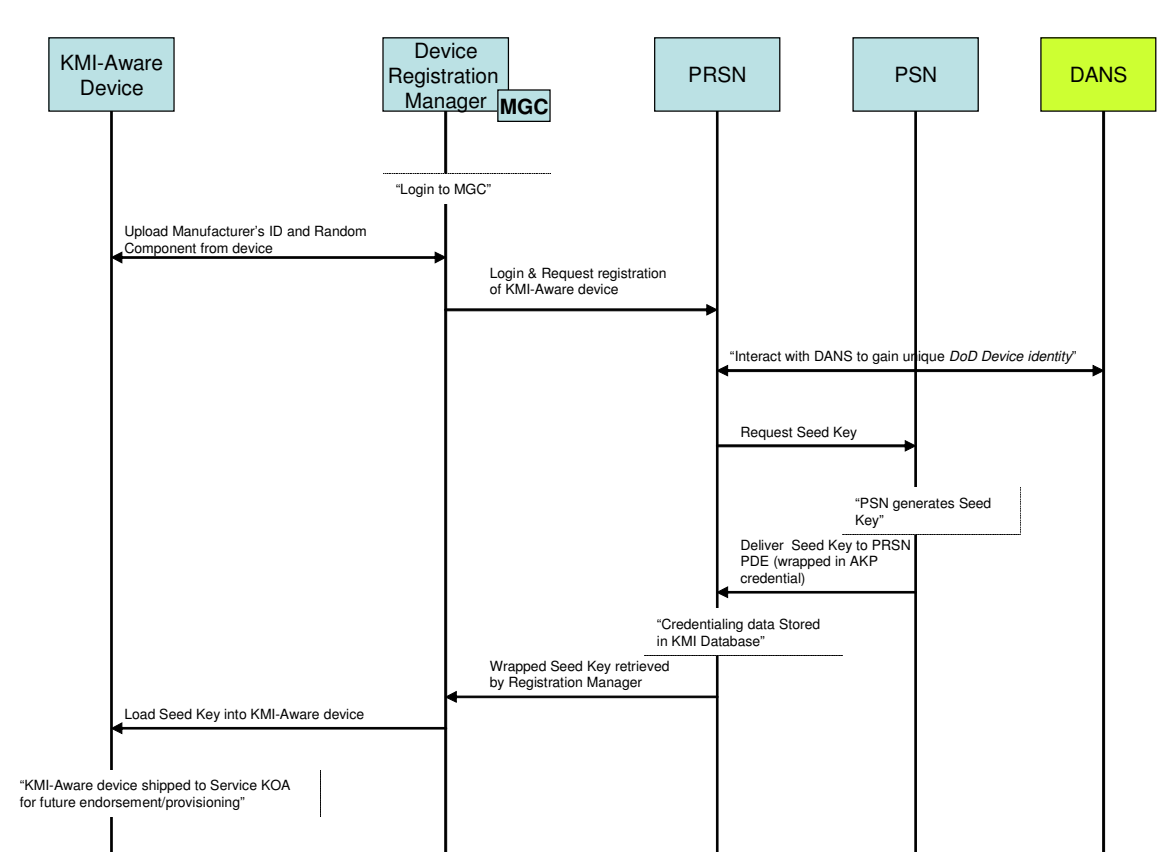 KMI-Aware
Device
Device
Registration
Manager
MGC
PRSN
PSN
DANS
“Login to MGC”
Upload Manufacturer’s ID and Random
Component from device
Login & Request registration
of KMI-Aware device
“Interact with DANS to gain unique DoD Device identity”
Request Seed Key
“PSN generates Seed
Key”
Deliver Seed Key to PRSN
PDE (wrapped in AKP
credential)
“Credentialing data Stored
in KMI Database”
Wrapped Seed Key retrieved
by Registration Manager
Load Seed Key into KMI-Aware device
“KMI-Aware device shipped to Service KOA
for future endorsement/provisioning”